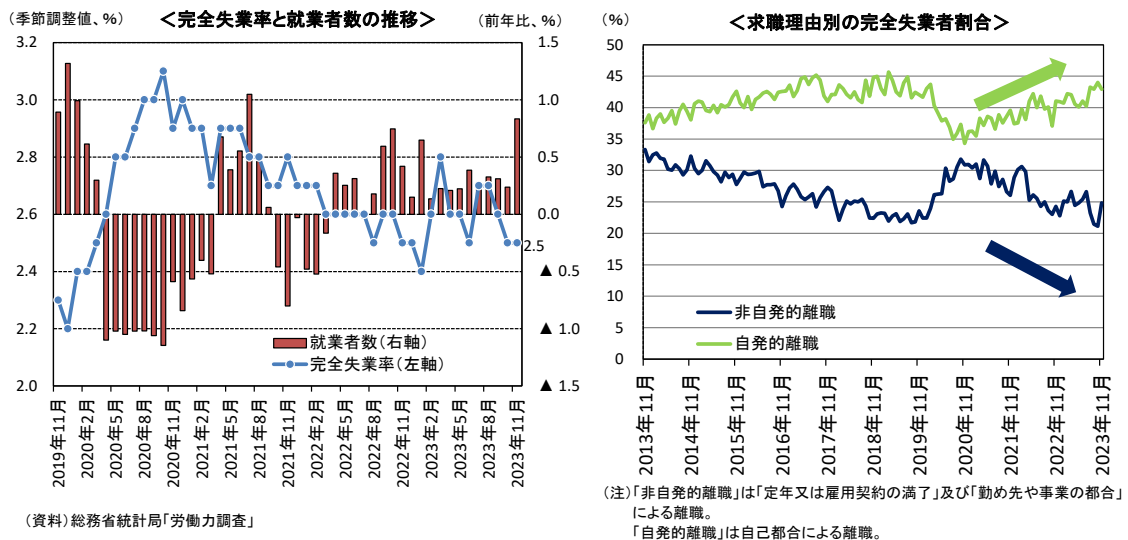 (季節調整値、%)
<完全失業率と就業者数の推移>
(前年比、%)
3.2
3.0
2.8
2.6
2.4
2.2
2.0
1.5
1.0
0.5
0.0
▲ 0.5
▲ 1.0
▲ 1.5
2.5
就業者数(右軸)
完全失業率(左軸)
2019年11月
2020年2月
2020年5月
2020年8月
2020年11月
2021年2月
2021年5月
2021年8月
2021年11月
2022年2月
2022年5月
2022年8月
2022年11月
2023年2月
2023年5月
2023年8月
2023年11月
(資料)総務省統計局「労働力調査」
(%)
<求職理由別の完全失業者割合>
50
45
40
35
30
25
20
15
10
5
0
非自発的離職
自発的離職
2013年11月
2014年11月
2015年11月
2016年11月
2017年11月
2018年11月
2019年11月
2020年11月
2021年11月
2022年11月
2023年11月
(注)「非自発的離職」は「定年又は雇用契約の満了」及び「勤め先や事業の都合」
による離職。
「自発的離職」は自己都合による離職。